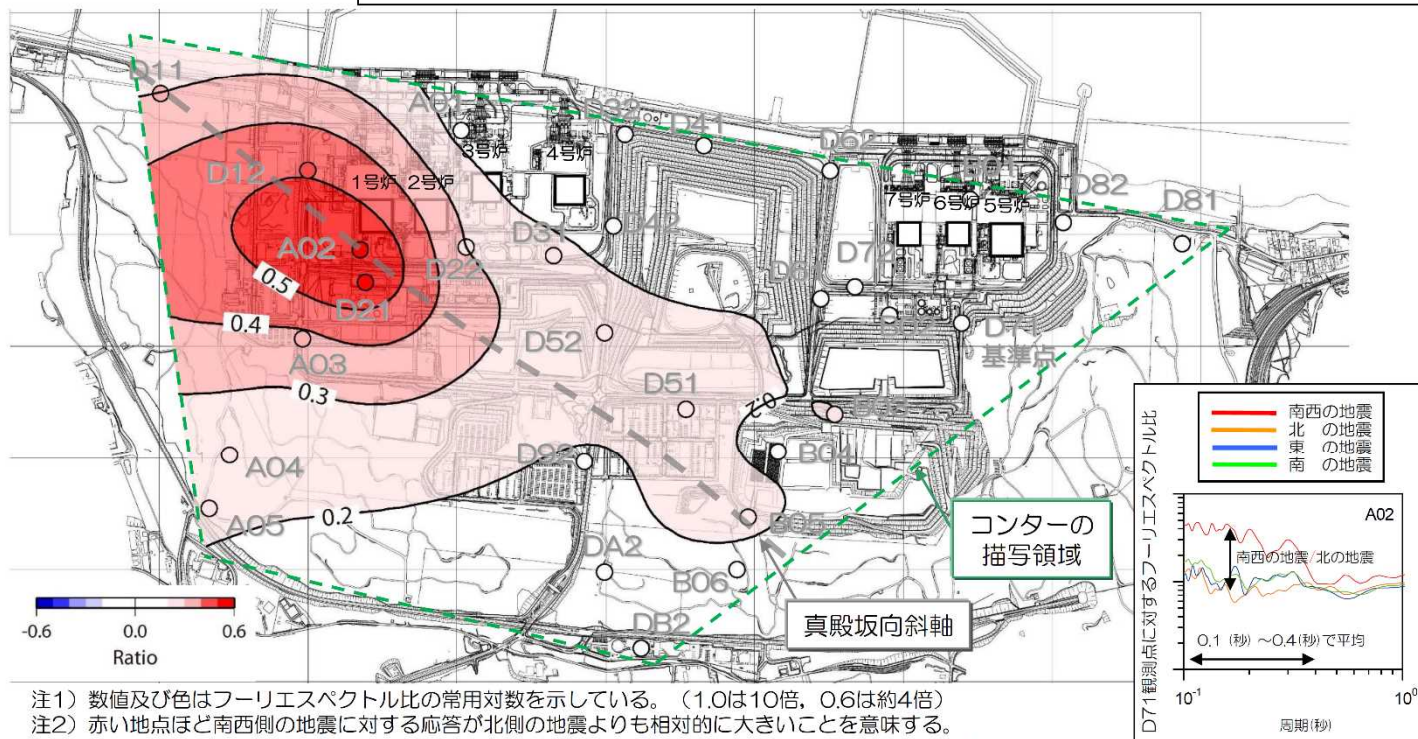 D11
A01
D32
D41
D62
B01
D82
D81
3号炉
4号炉
D12
1号炉
2号炉
7号炉
6号炉
5号炉
D42
A02
D22
D31
D72
D21
0.5
0.4
D52
D71
基準点
A03
0.3
D51
0.2
A04
B04
A05
0.2
B05
DA2
B06
DB2
コンターの
描写領域
真殿坂向斜軸
-0.6
0.0
0.6
Ratio
南西の地震
北 の地震
東 の地震
南 の地震
D71観測点に対するフーリエスペクトル比
A02
南西の地震/北の地震
0.1 (秒) ～0.4(秒)で平均
10⁻¹
10⁰
周期(秒)
注1）数値及び色はフーリエスペクトル比の常用対数を示している。（1.0は10倍，0.6は約4倍）
注2）赤い地点ほど南西側の地震に対する応答が北側の地震よりも相対的に大きいことを意味する。